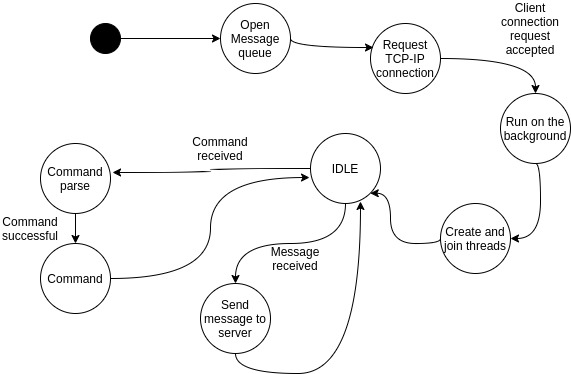 Open
Message
queue
Request
TCP-IP
connection
Client
connection
request
accepted
Run on the
background
Create and
join threads
IDLE
Command
received
Command
parse
Command
successful
Command
Message
received
Send
message to
server